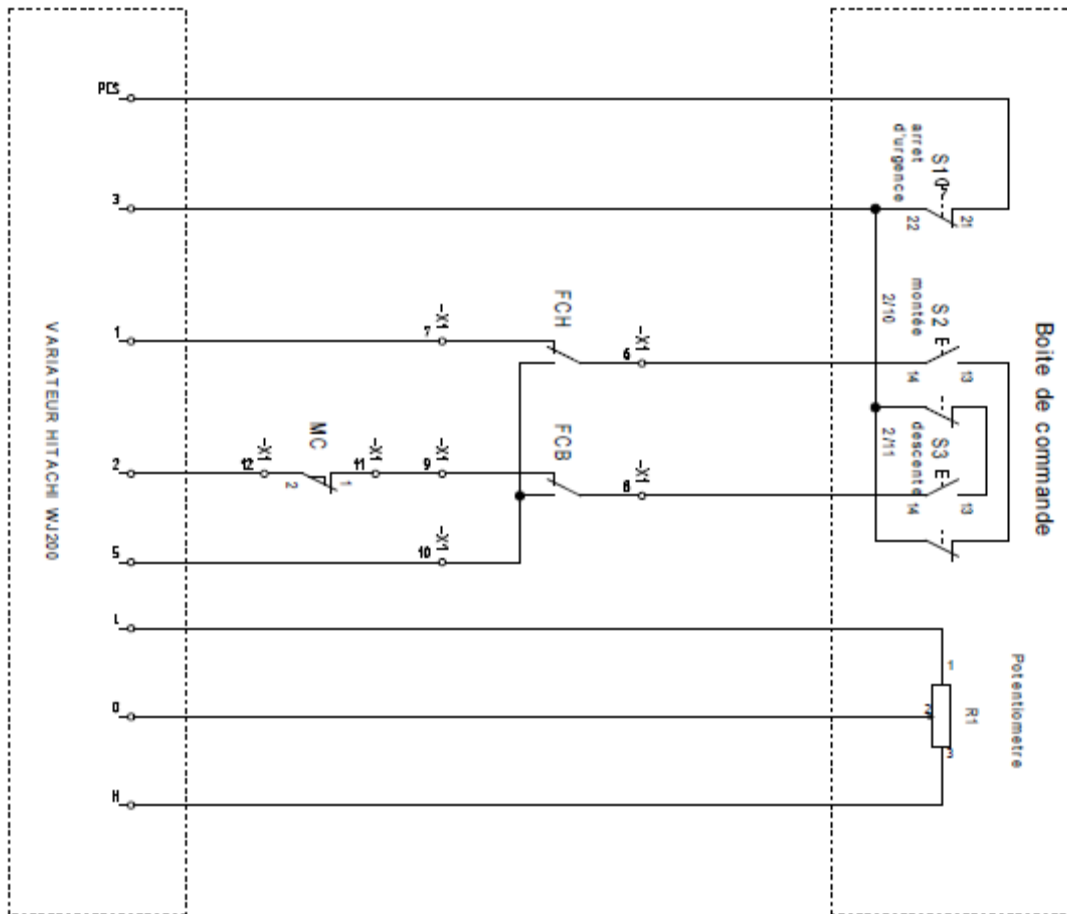 PCS
3
1
2
5
L
O
H
VARIATEUR HITACHI WJ200
-X1
7
-X1
12
MC
2
1
-X1
11
-X1
9
-X1
10
FCH
FCB
-X1
6
-X1
8
S1
arret
d'urgence
22
21
S2
montée
2/10
14
13
S3
descente
2/11
14
13
Boite de commande
Potentiometre
R1
1
2
3